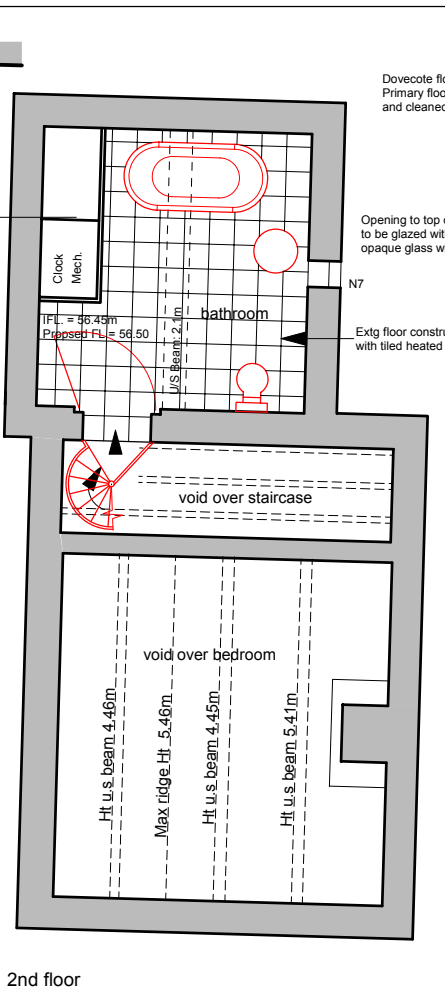 Dovecote flo
Primary floo
and cleaned
Opening to top o
to be glazed with
opaque glass wi
N7
Clock
Mech.
IFL. = 56.45m
Propsed FL = 56.50
U/S Beam: 2.1m
bathroom
Extg floor constru
with tiled heated
void over staircase
void over bedroom
Ht u.s beam 4.46m
Max ridge Ht 5.46m
Ht u.s beam 4.45m
Ht u.s beam 5.41m
2nd floor